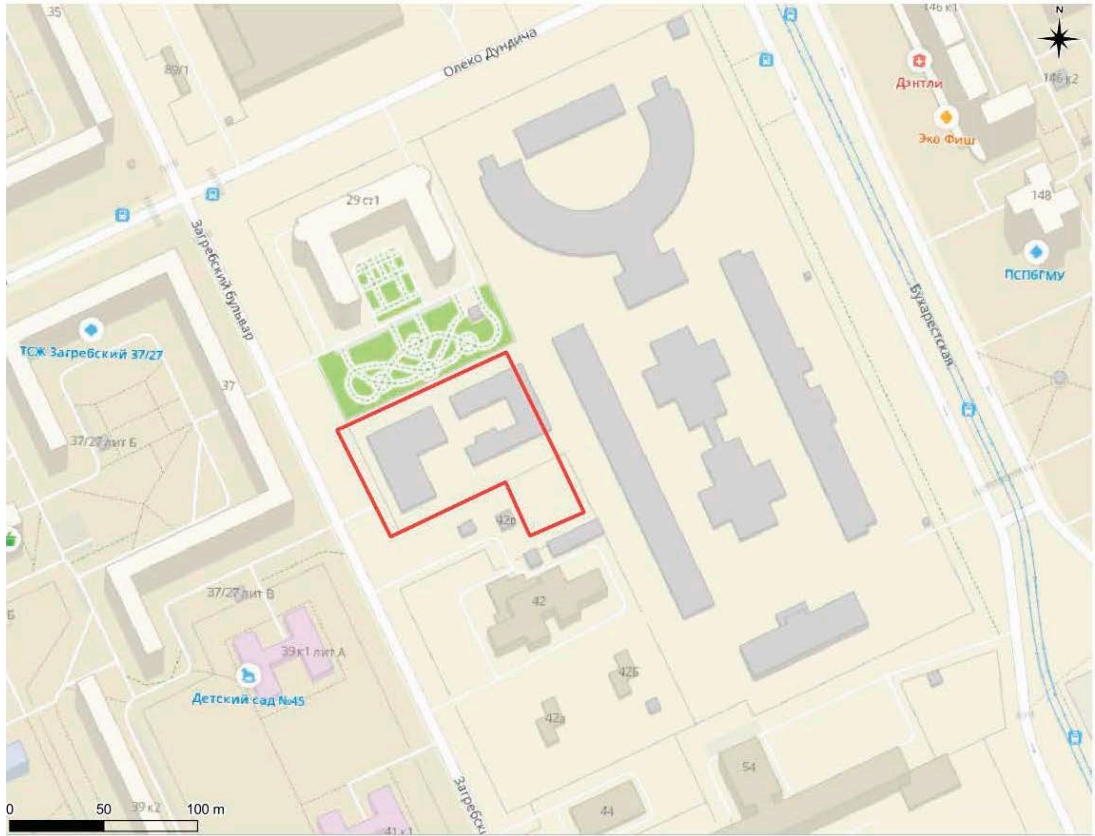 35
146 к1
N
Олеко Дундича
89/1
Дэнтли
146 к2
Эко Фиш
29 ст1
148
Загребский бульвар
ПСПбГМУ
Бухарестская
ТСЖ Загребский 37/27
37
37/27 лит Б
42в
Б
37/27 лит В
42
39 к1 лит А
42Б
Детский сад №45
42а
54
0 50 100 m
39 к2
Загребски
44
41 к1